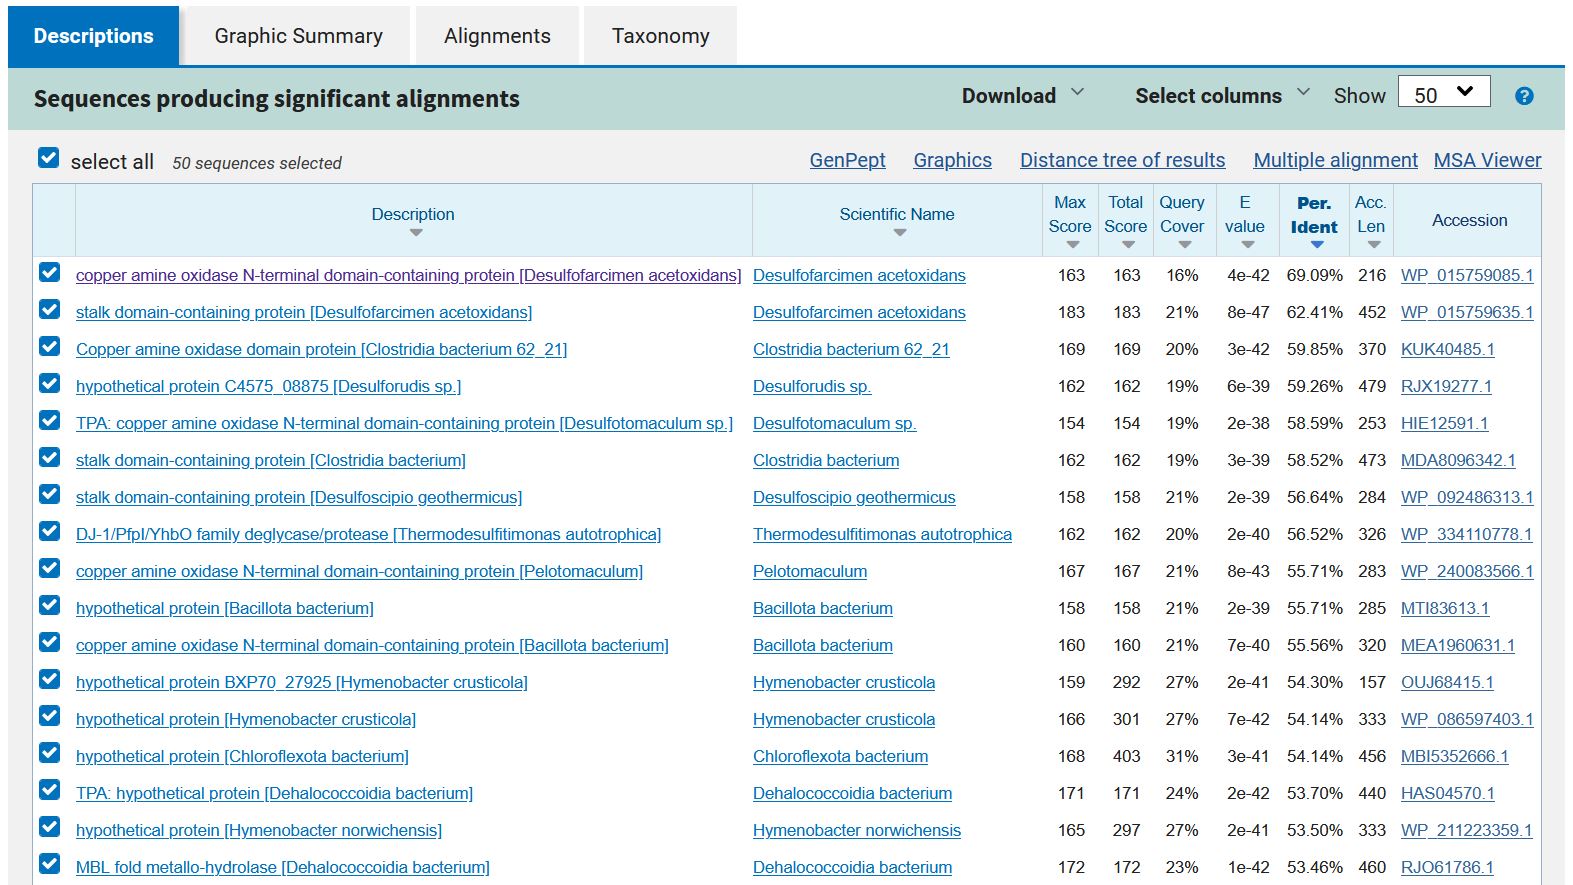 Descriptions Graphic Summary Alignments Taxonomy
Sequences producing significant alignments Download Select columns Show 50
select all 50 sequences selected GenPept Graphics Distance tree of results Multiple alignment MSA Viewer
Description Scientific Name Max Score Total Score Query Cover E value Per. Ident Acc. Len Accession
copper amine oxidase N-terminal domain-containing protein [Desulfofarcimen acetoxidans] Desulfofarcimen acetoxidans 163 163 16% 4e-42 69.09% 216 WP_015759085.1
stalk domain-containing protein [Desulfofarcimen acetoxidans] Desulfofarcimen acetoxidans 183 183 21% 8e-47 62.41% 452 WP_015759635.1
Copper amine oxidase domain protein [Clostridia bacterium 62_21] Clostridia bacterium 62_21 169 169 20% 3e-42 59.85% 370 KUK40485.1
hypothetical protein C4575_08875 [Desulforudis sp.] Desulforudis sp. 162 162 19% 6e-39 59.26% 479 RJX19277.1
TPA: copper amine oxidase N-terminal domain-containing protein [Desulfotomaculum sp.] Desulfotomaculum sp. 154 154 19% 2e-38 58.59% 253 HIE12591.1
stalk domain-containing protein [Clostridia bacterium] Clostridia bacterium 162 162 19% 3e-39 58.52% 473 MDA8096342.1
stalk domain-containing protein [Desulfoscipio geothermicus] Desulfoscipio geothermicus 158 158 21% 2e-39 56.64% 284 WP_092486313.1
DJ-1/PfpI/YhbO family deglycase/protease [Thermodesulfitimonas autotrophica] Thermodesulfitimonas autotrophica 162 162 20% 2e-40 56.52% 326 WP_334110778.1
copper amine oxidase N-terminal domain-containing protein [Pelotomaculum] Pelotomaculum 167 167 21% 8e-43 55.71% 283 WP_240083566.1
hypothetical protein [Bacillota bacterium] Bacillota bacterium 158 158 21% 2e-39 55.71% 285 MTI83613.1
copper amine oxidase N-terminal domain-containing protein [Bacillota bacterium] Bacillota bacterium 160 160 21% 7e-40 55.56% 320 MEA1960631.1
hypothetical protein BXP70_27925 [Hymenobacter crusticola] Hymenobacter crusticola 159 292 27% 2e-41 54.30% 157 OUJ68415.1
hypothetical protein [Hymenobacter crusticola] Hymenobacter crusticola 166 301 27% 7e-42 54.14% 333 WP_086597403.1
hypothetical protein [Chloroflexota bacterium] Chloroflexota bacterium 168 403 31% 3e-41 54.14% 456 MBI5352666.1
TPA: hypothetical protein [Dehalococcoidia bacterium] Dehalococcoidia bacterium 171 171 24% 2e-42 53.70% 440 HAS04570.1
hypothetical protein [Hymenobacter norwichensis] Hymenobacter norwichensis 165 297 27% 2e-41 53.50% 333 WP_211223359.1
MBL fold metallo-hydrolase [Dehalococcoidia bacterium] Dehalococcoidia bacterium 172 172 23% 1e-42 53.46% 460 RJO61786.1